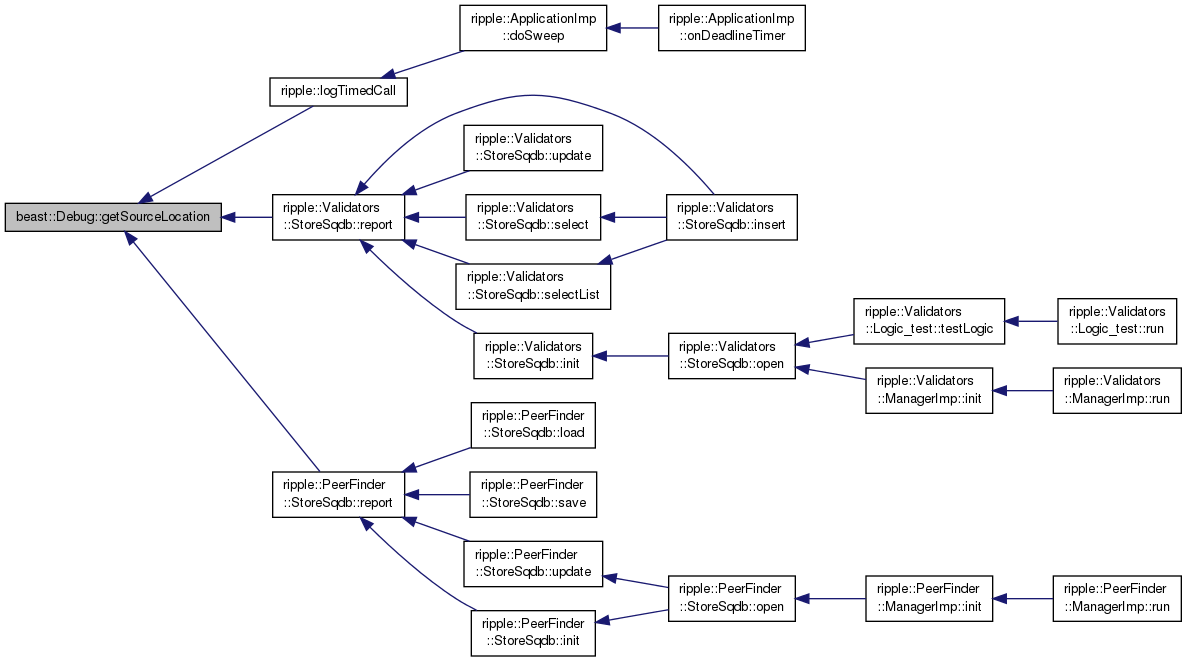 ripple::ApplicationImp
::doSweep
ripple::ApplicationImp
::onDeadlineTimer
ripple::logTimedCall
ripple::Validators
::StoreSqdb::update
beast::Debug::getSourceLocation
ripple::Validators
::StoreSqdb::report
ripple::Validators
::StoreSqdb::select
ripple::Validators
::StoreSqdb::insert
ripple::Validators
::StoreSqdb::selectList
ripple::Validators
::StoreSqdb::init
ripple::Validators
::StoreSqdb::open
ripple::Validators
::Logic_test::testLogic
ripple::Validators
::Logic_test::run
ripple::Validators
::ManagerImp::init
ripple::Validators
::ManagerImp::run
ripple::PeerFinder
::StoreSqdb::load
ripple::PeerFinder
::StoreSqdb::report
ripple::PeerFinder
::StoreSqdb::save
ripple::PeerFinder
::StoreSqdb::update
ripple::PeerFinder
::StoreSqdb::init
ripple::PeerFinder
::StoreSqdb::open
ripple::PeerFinder
::ManagerImp::init
ripple::PeerFinder
::ManagerImp::run